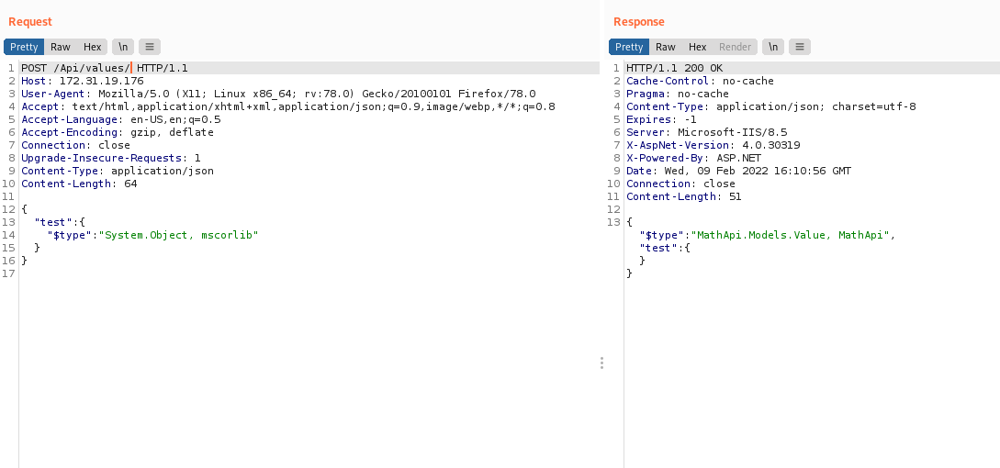 Request
Pretty Raw Hex \n
1 POST /Api/values/ HTTP/1.1
2 Host: 172.31.19.176
3 User-Agent: Mozilla/5.0 (X11; Linux x86_64; rv:78.0) Gecko/20100101 Firefox/78.0
4 Accept: text/html,application/xhtml+xml,application/json;q=0.9,image/webp,*/*;q=0.8
5 Accept-Language: en-US,en;q=0.5
6 Accept-Encoding: gzip, deflate
7 Connection: close
8 Upgrade-Insecure-Requests: 1
9 Content-Type: application/json
10 Content-Length: 64
11
12 {
13   "test":{
14     "$type":"System.Object, mscorlib"
15   }
16 }
17
Response
Pretty Raw Hex Render \n
1 HTTP/1.1 200 OK
2 Cache-Control: no-cache
3 Pragma: no-cache
4 Content-Type: application/json; charset=utf-8
5 Expires: -1
6 Server: Microsoft-IIS/8.5
7 X-AspNet-Version: 4.0.30319
8 X-Powered-By: ASP.NET
9 Date: Wed, 09 Feb 2022 16:10:56 GMT
10 Connection: close
11 Content-Length: 51
12
13 {
  "$type":"MathApi.Models.Value, MathApi",
  "test":{
  }
}